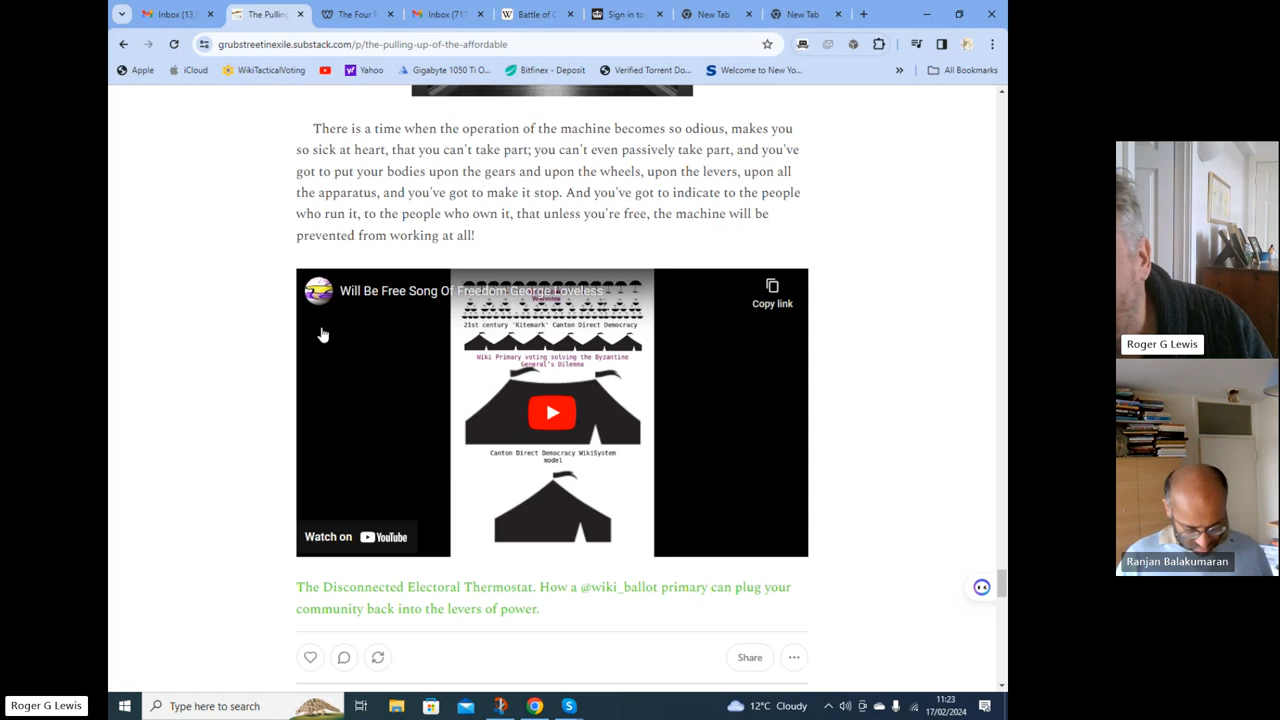 Inbox (13
The Pulling
The Four P
Inbox (717
Battle of C
Sign in to
New Tab
New Tab
grubstreetinexile.substack.com/p/the-pulling-up-of-the-affordable
Apple
iCloud
WikiTacticalVoting
Yahoo
Gigabyte 1050 Ti O...
Bitfinex - Deposit
Verified Torrent Do...
Welcome to New Yo...
»
All Bookmarks
There is a time when the operation of the machine becomes so odious, makes you
so sick at heart, that you can't take part; you can't even passively take part, and you've
got to put your bodies upon the gears and upon the wheels, upon the levers, upon all
the apparatus, and you've got to make it stop. And you've got to indicate to the people
who run it, to the people who own it, that unless you're free, the machine will be
prevented from working at all!
Will Be Free Song Of Freedom George Loveless
Copy link
21st century 'Kitemark' Canton Direct Democracy
Wiki Primary voting solving the Byzantine
General's Dilemma
Canton Direct Democracy WikiSystem
model
Watch on YouTube
The Disconnected Electoral Thermostat. How a @wiki_ballot primary can plug your
community back into the levers of power.
Share
Type here to search
12°C Cloudy
11:23
17/02/2024
Roger G Lewis
Ranjan Balakumaran
Roger G Lewis